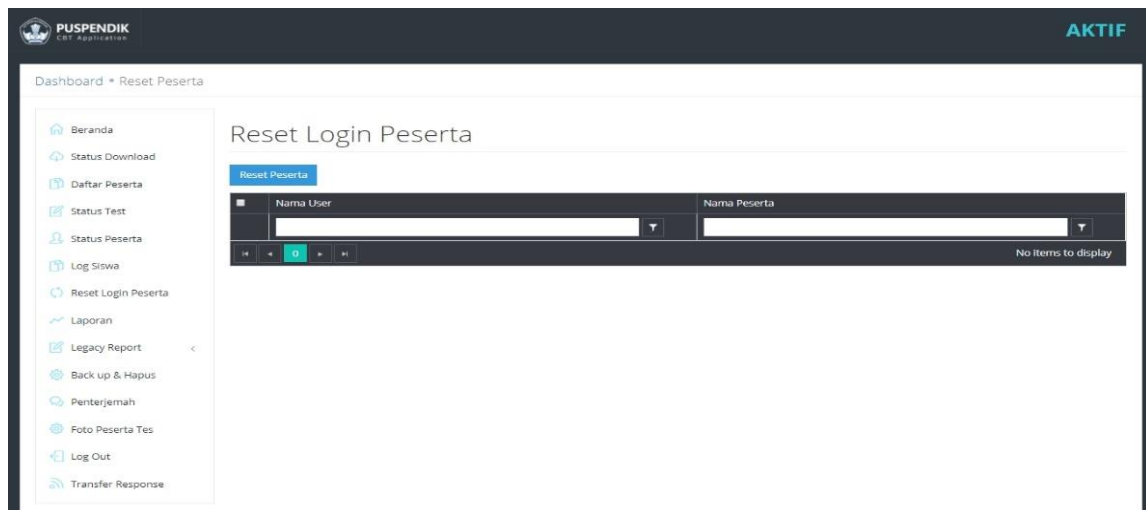 PUSPENDIK
CBT Application
AKTIF
Dashboard • Reset Peserta
Beranda
Status Download
Daftar Peserta
Status Test
Status Peserta
Log Siswa
Reset Login Peserta
Laporan
Legacy Report <
Back up & Hapus
Penterjemah
Foto Peserta Tes
Log Out
Transfer Response
Reset Login Peserta
Reset Peserta
Nama User Nama Peserta
0 No items to display